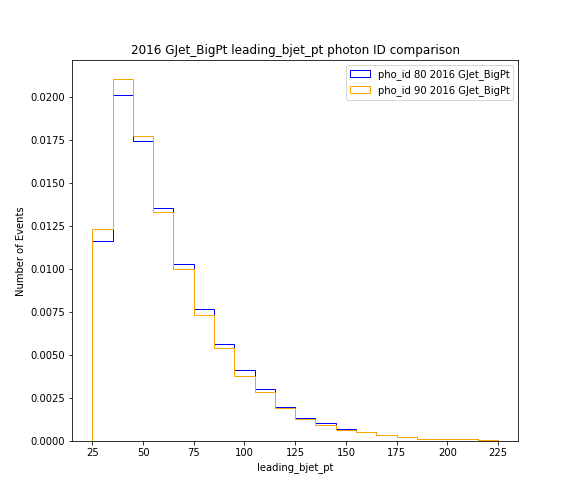 2016 GJet_BigPt leading_bjet_pt photon ID comparison
pho_id 80 2016 GJet_BigPt
pho_id 90 2016 GJet_BigPt
Number of Events
0.0200
0.0175
0.0150
0.0125
0.0100
0.0075
0.0050
0.0025
0.0000
25 50 75 100 125 150 175 200 225
leading_bjet_pt